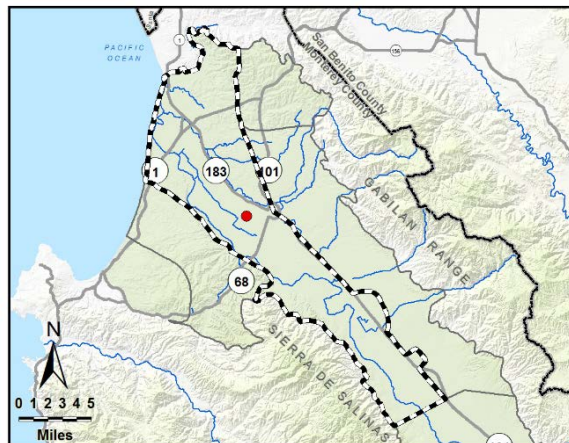 1
156
PACIFIC
OCEAN
San Benito County
Monterey County
183
101
1
GABILAN RANGE
68
SIERRA DE SALINAS
N
0 1 2 3 4 5
Miles